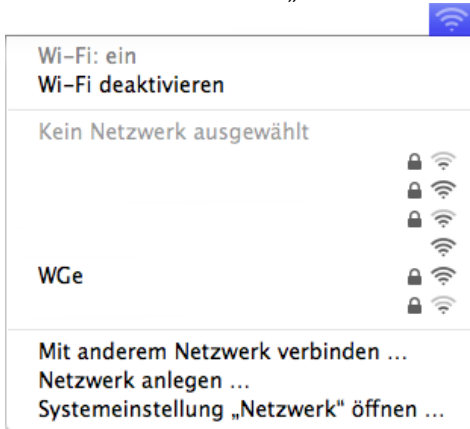 Wi-Fi: ein
Wi-Fi deaktivieren
Kein Netzwerk ausgewählt
WGe
Mit anderem Netzwerk verbinden ...
Netzwerk anlegen ...
Systemeinstellung „Netzwerk“ öffnen ...